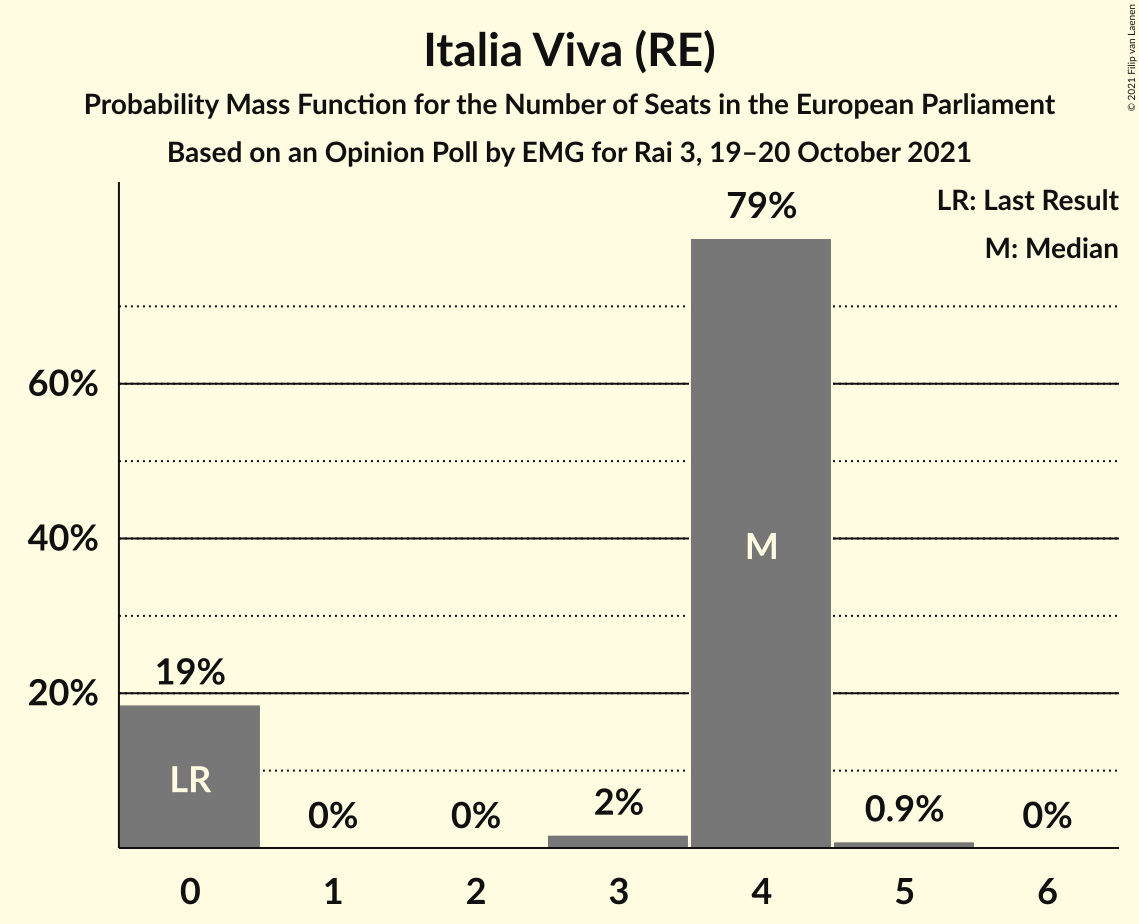 Italia Viva (RE)
Probability Mass Function for the Number of Seats in the European Parliament
Based on an Opinion Poll by EMG for Rai 3, 19–20 October 2021
© 2021 Filip van Laenen
LR: Last Result
M: Median
79%
60%
40%
20%
19%
0%
0%
2%
0.9%
0%
LR
M
0 1 2 3 4 5 6